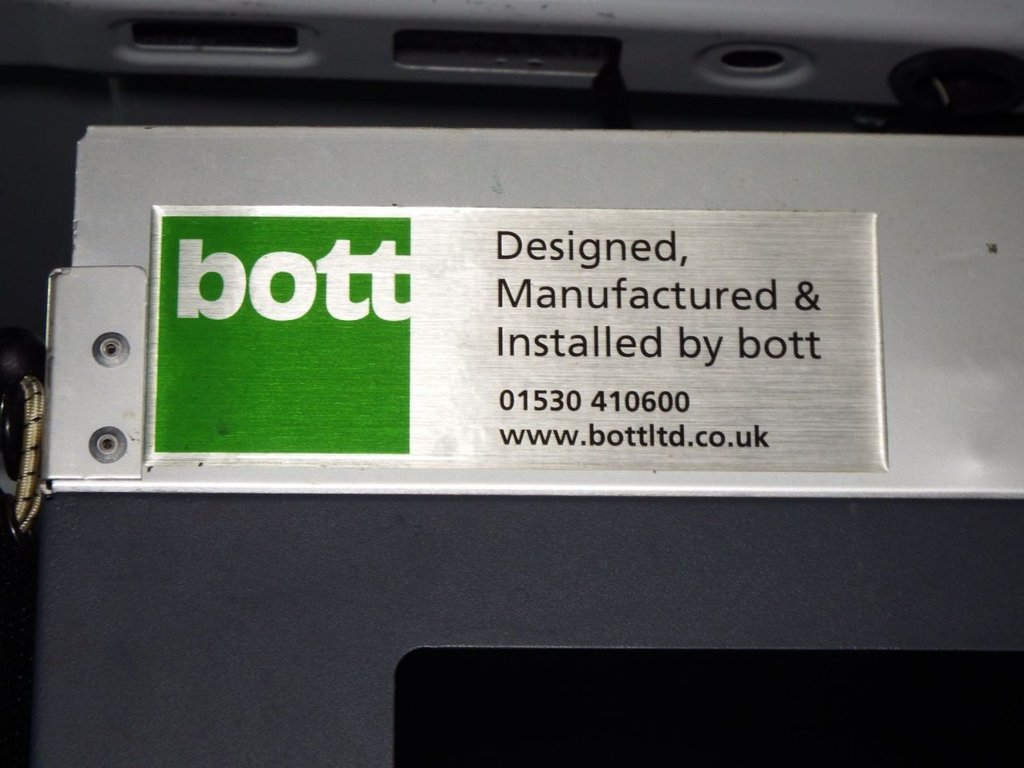 bott
Designed,
Manufactured &
Installed by bott
01530 410600
www.bottltd.co.uk